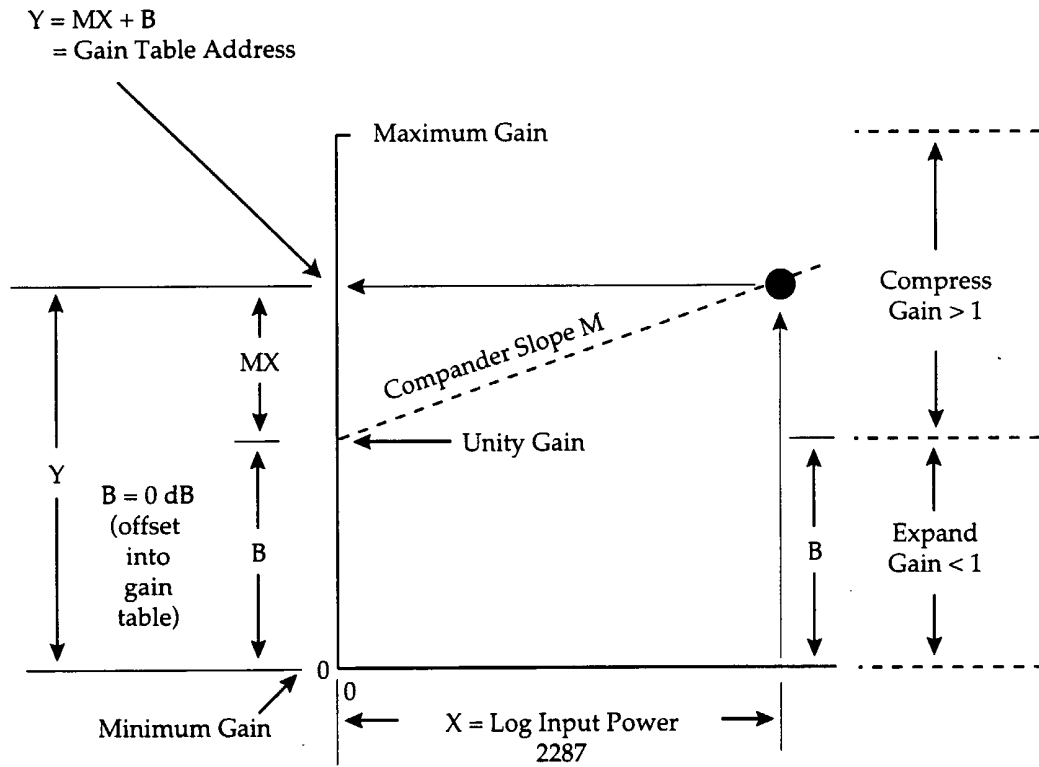 Y = MX + B
= Gain Table Address
Maximum Gain
Compress
Gain > 1
MX
Compander Slope M
Unity Gain
Y
B = 0 dB
(offset
into
gain
table)
B
B
Expand
Gain < 1
0
0
Minimum Gain
X = Log Input Power
2287